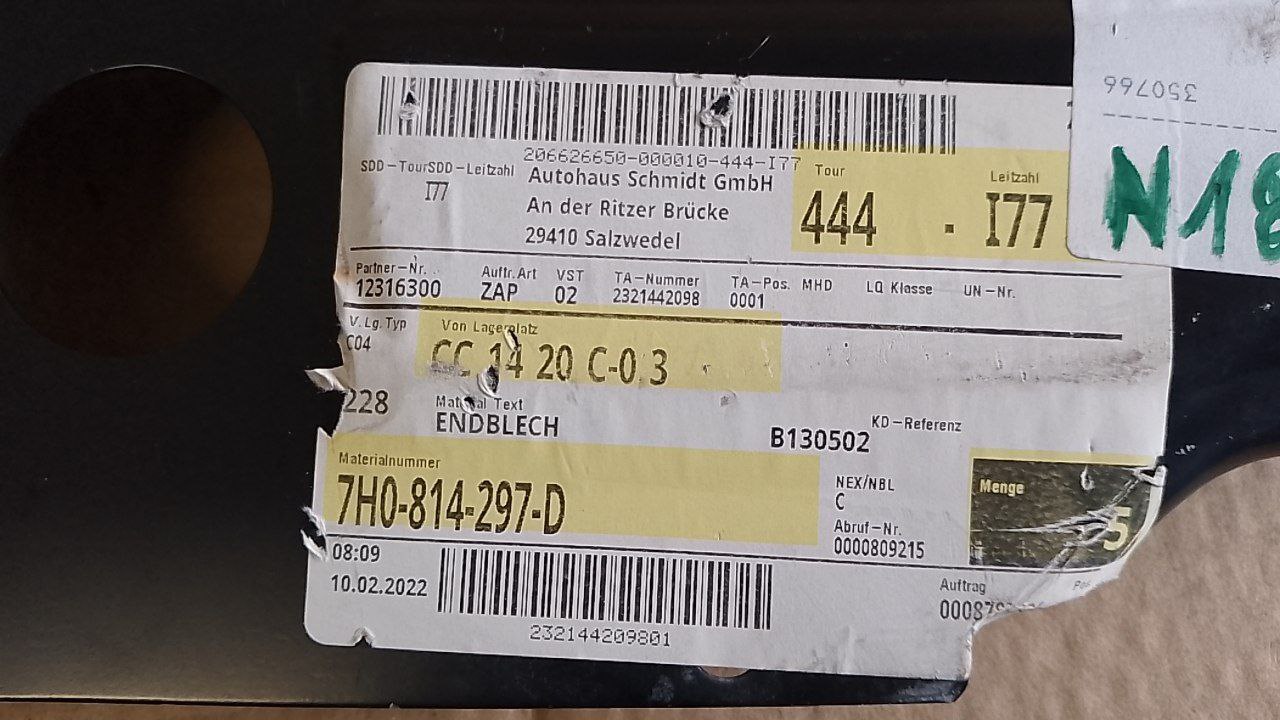 350766
N18
206626650-000010-444-I77
SDD-TourSDD-Leitzahl
I77
Autohaus Schmidt GmbH
An der Ritzer Brücke
29410 Salzwedel
Tour
Leitzahl
444 . I77
Partner-Nr. Auftr.Art VST TA-Nummer TA-Pos. MHD LQ Klasse UN-Nr.
12316300 ZAP 02 2321442098 0001
V. Lg. Typ Von Lagerplatz
C04 CC 14 20 C-0 3
228 Material Text
ENDBLECH B130502 KD-Referenz
Materialnummer
7H0-814-297-D
NEX/NBL
C
Abruf-Nr.
0000809215
Menge
5
08:09
10.02.2022
232144209801
Auftrag